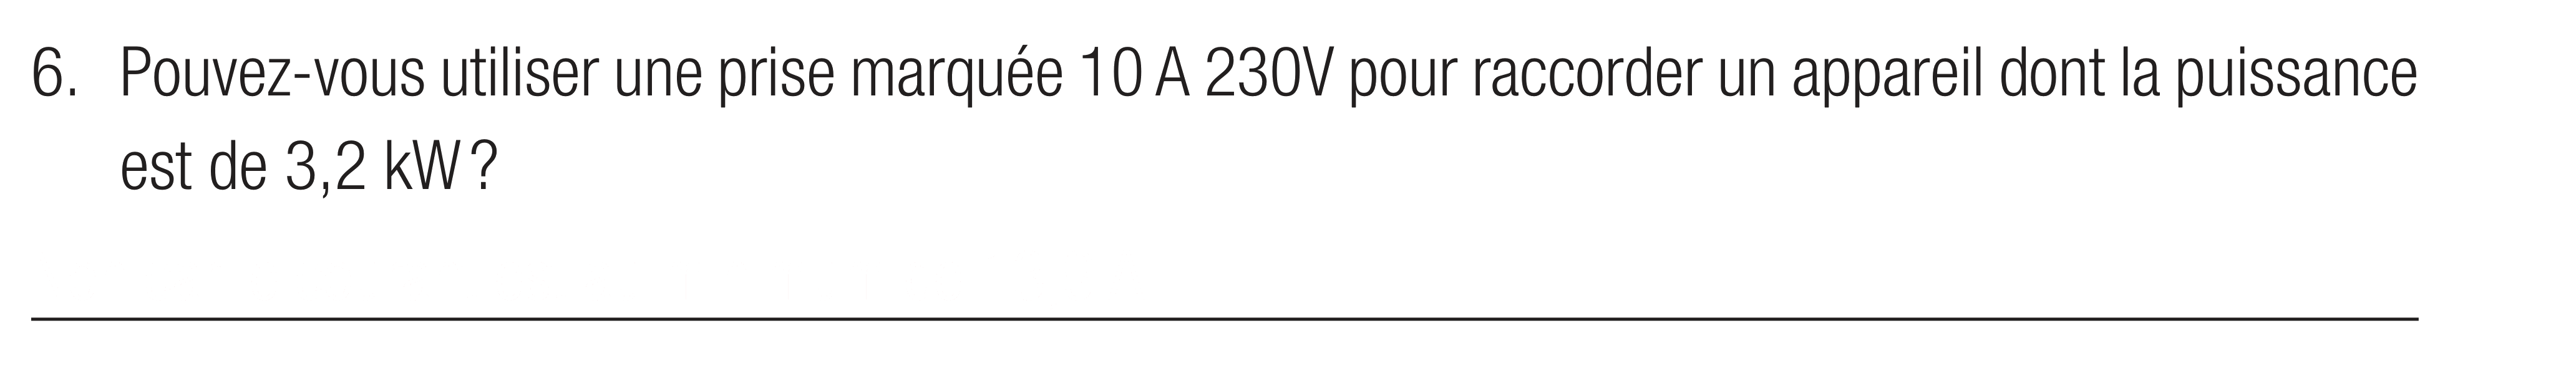 6. Pouvez-vous utiliser une prise marquée 10 A 230V pour raccorder un appareil dont la puissance
est de 3,2 kW ?